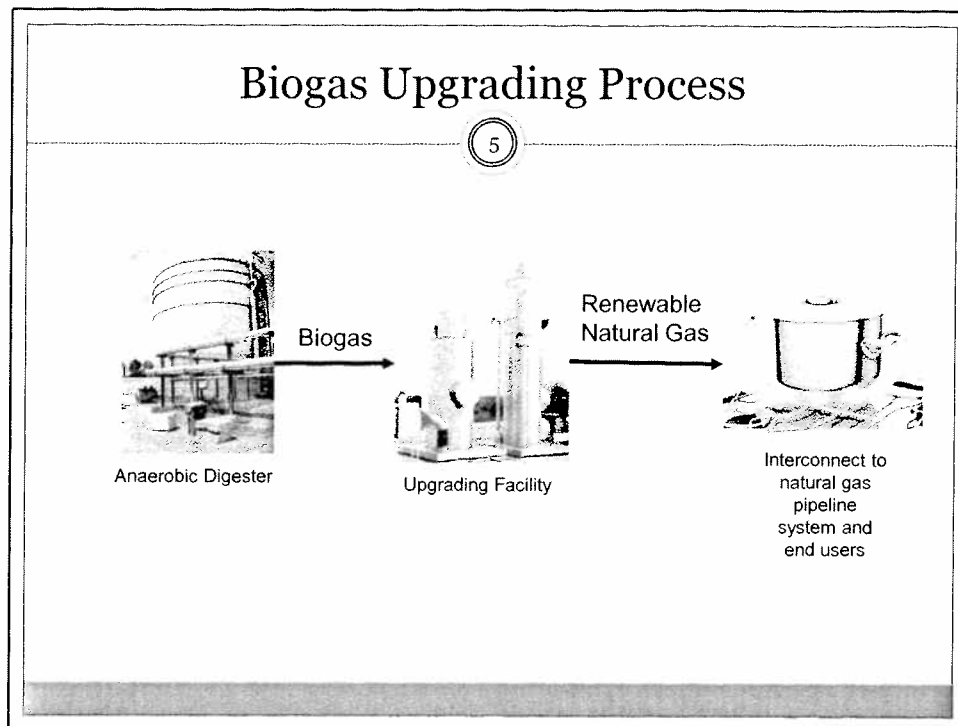 Biogas Upgrading Process
5
Biogas
Renewable
Natural Gas
Anaerobic Digester
Upgrading Facility
Interconnect to
natural gas
pipeline
system and
end users